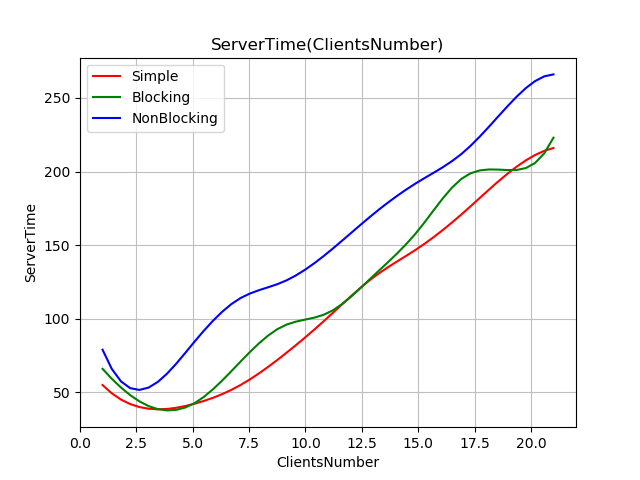 ServerTime(ClientsNumber)
Simple
Blocking
NonBlocking
250
200
150
100
50
ServerTime
0.0 2.5 5.0 7.5 10.0 12.5 15.0 17.5 20.0
ClientsNumber